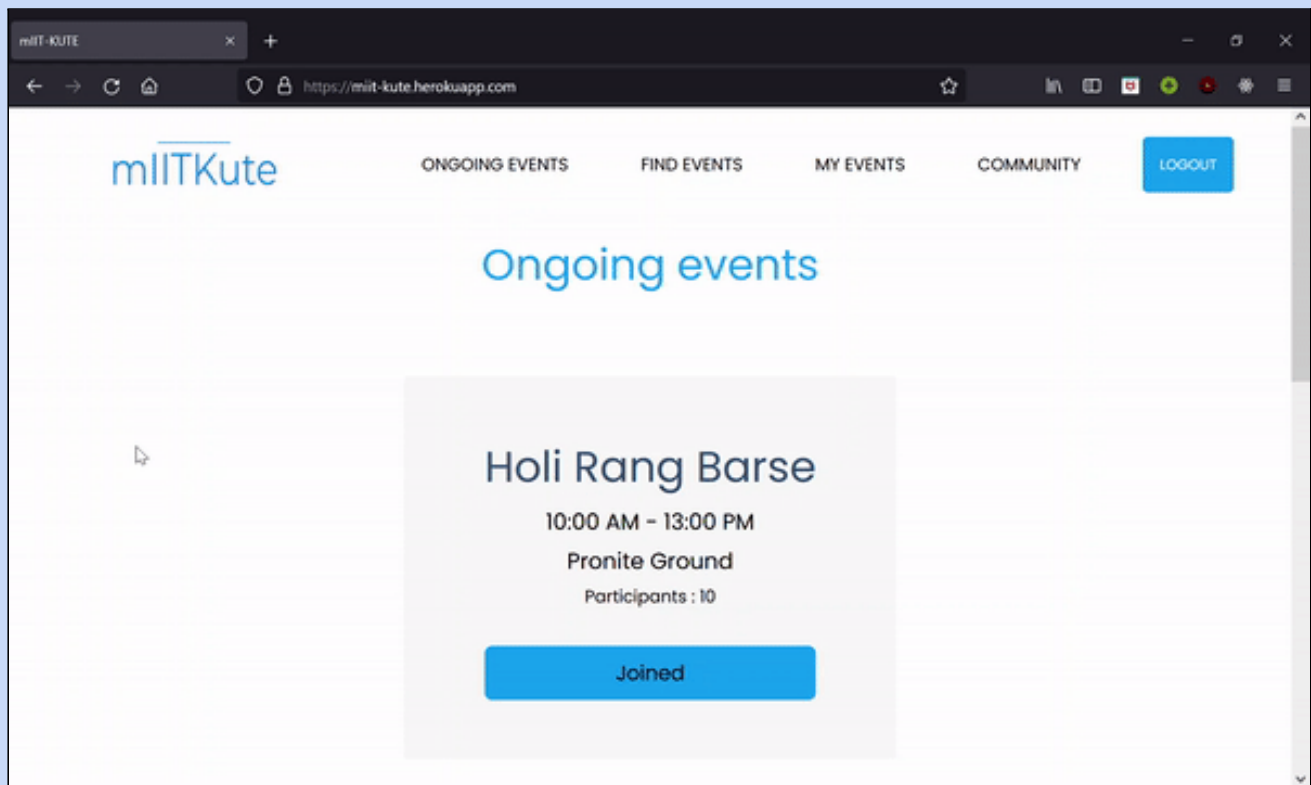 mIIT-KUTE
https://miit-kute.herokuapp.com
mIITKute
ONGOING EVENTS
FIND EVENTS
MY EVENTS
COMMUNITY
LOGOUT
Ongoing events
Holi Rang Barse
10:00 AM - 13:00 PM
Pronite Ground
Participants : 10
Joined